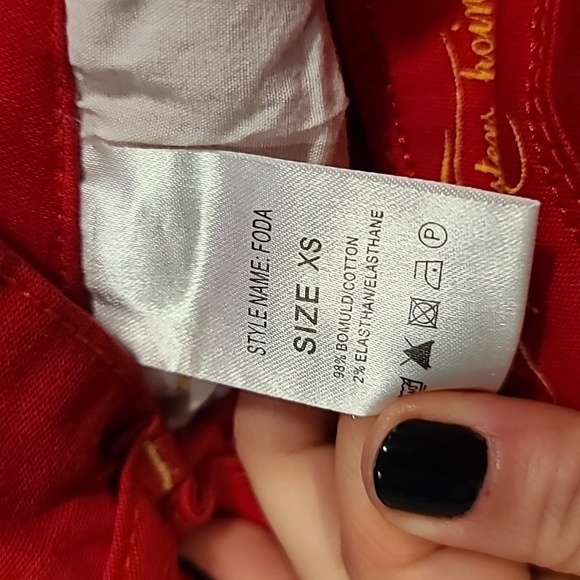 STYLE NAME: FODA
SIZE XS
98% BOMULD/COTTON
2% ELASTHAN/ELASTHANE
P